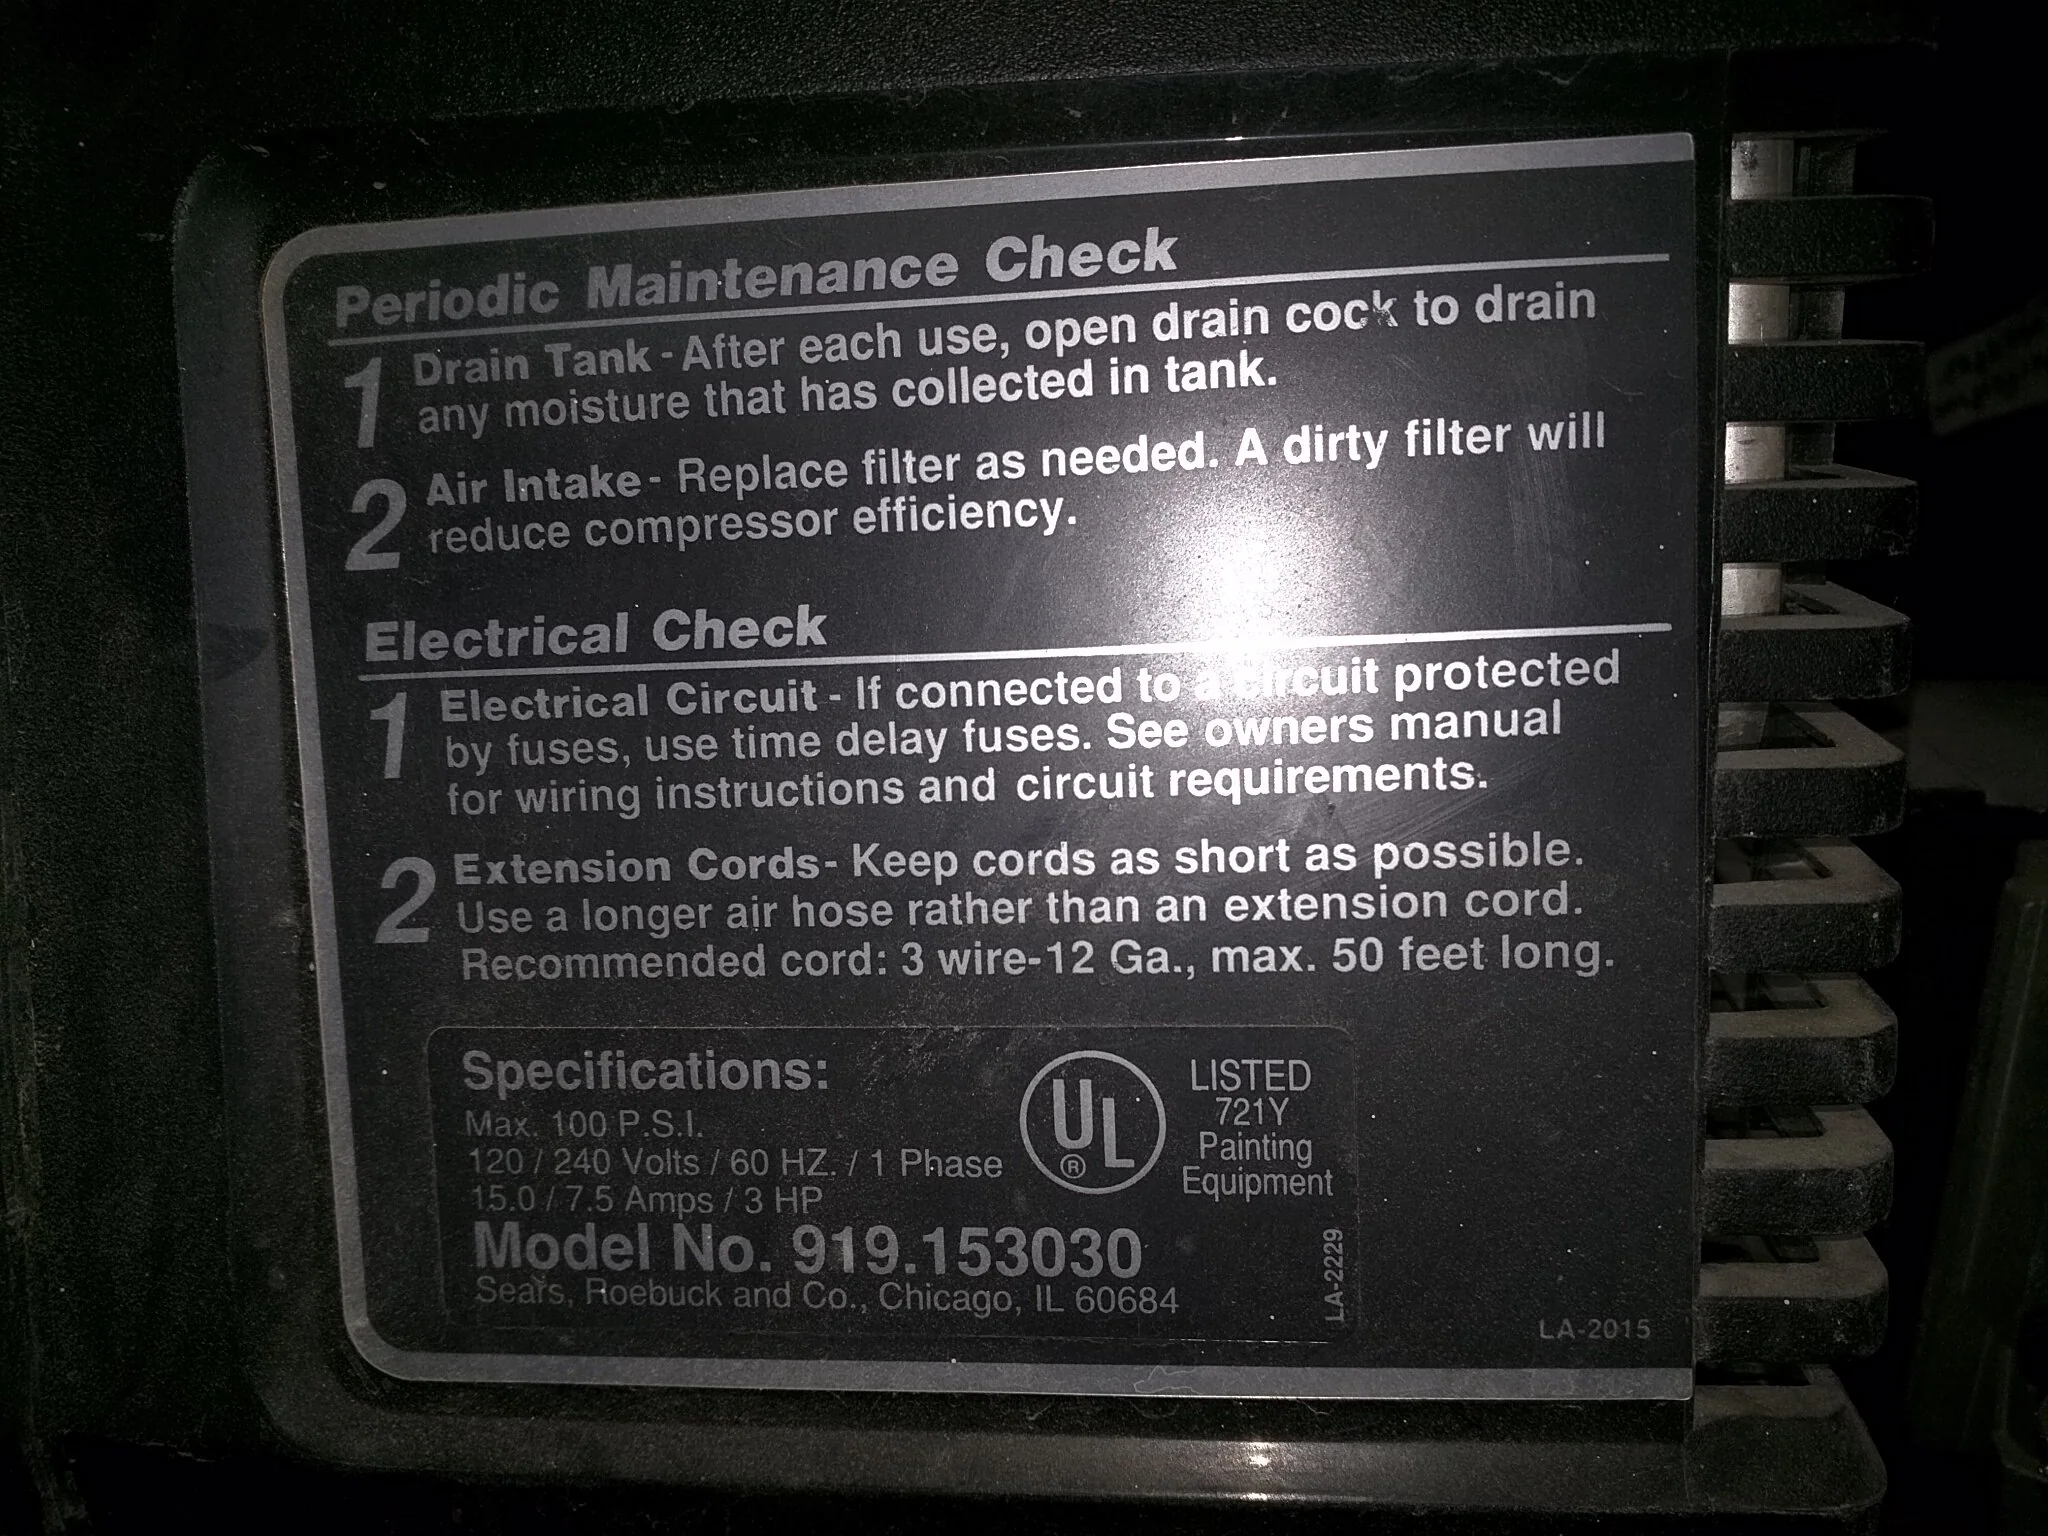 Periodic Maintenance Check
1 Drain Tank - After each use, open drain cock to drain
any moisture that has collected in tank.
2 Air Intake - Replace filter as needed. A dirty filter will
reduce compressor efficiency.
Electrical Check
1 Electrical Circuit - If connected to a circuit protected
by fuses, use time delay fuses. See owners manual
for wiring instructions and circuit requirements.
2 Extension Cords- Keep cords as short as possible.
Use a longer air hose rather than an extension cord.
Recommended cord: 3 wire-12 Ga., max. 50 feet long.
Specifications:
Max. 100 P.S.I.
120 / 240 Volts / 60 HZ. / 1 Phase
15.0 / 7.5 Amps / 3 HP
Model No. 919.153030
Sears, Roebuck and Co., Chicago, IL 60684
UL ®
LISTED
721Y
Painting
Equipment
LA-2229
LA-2015